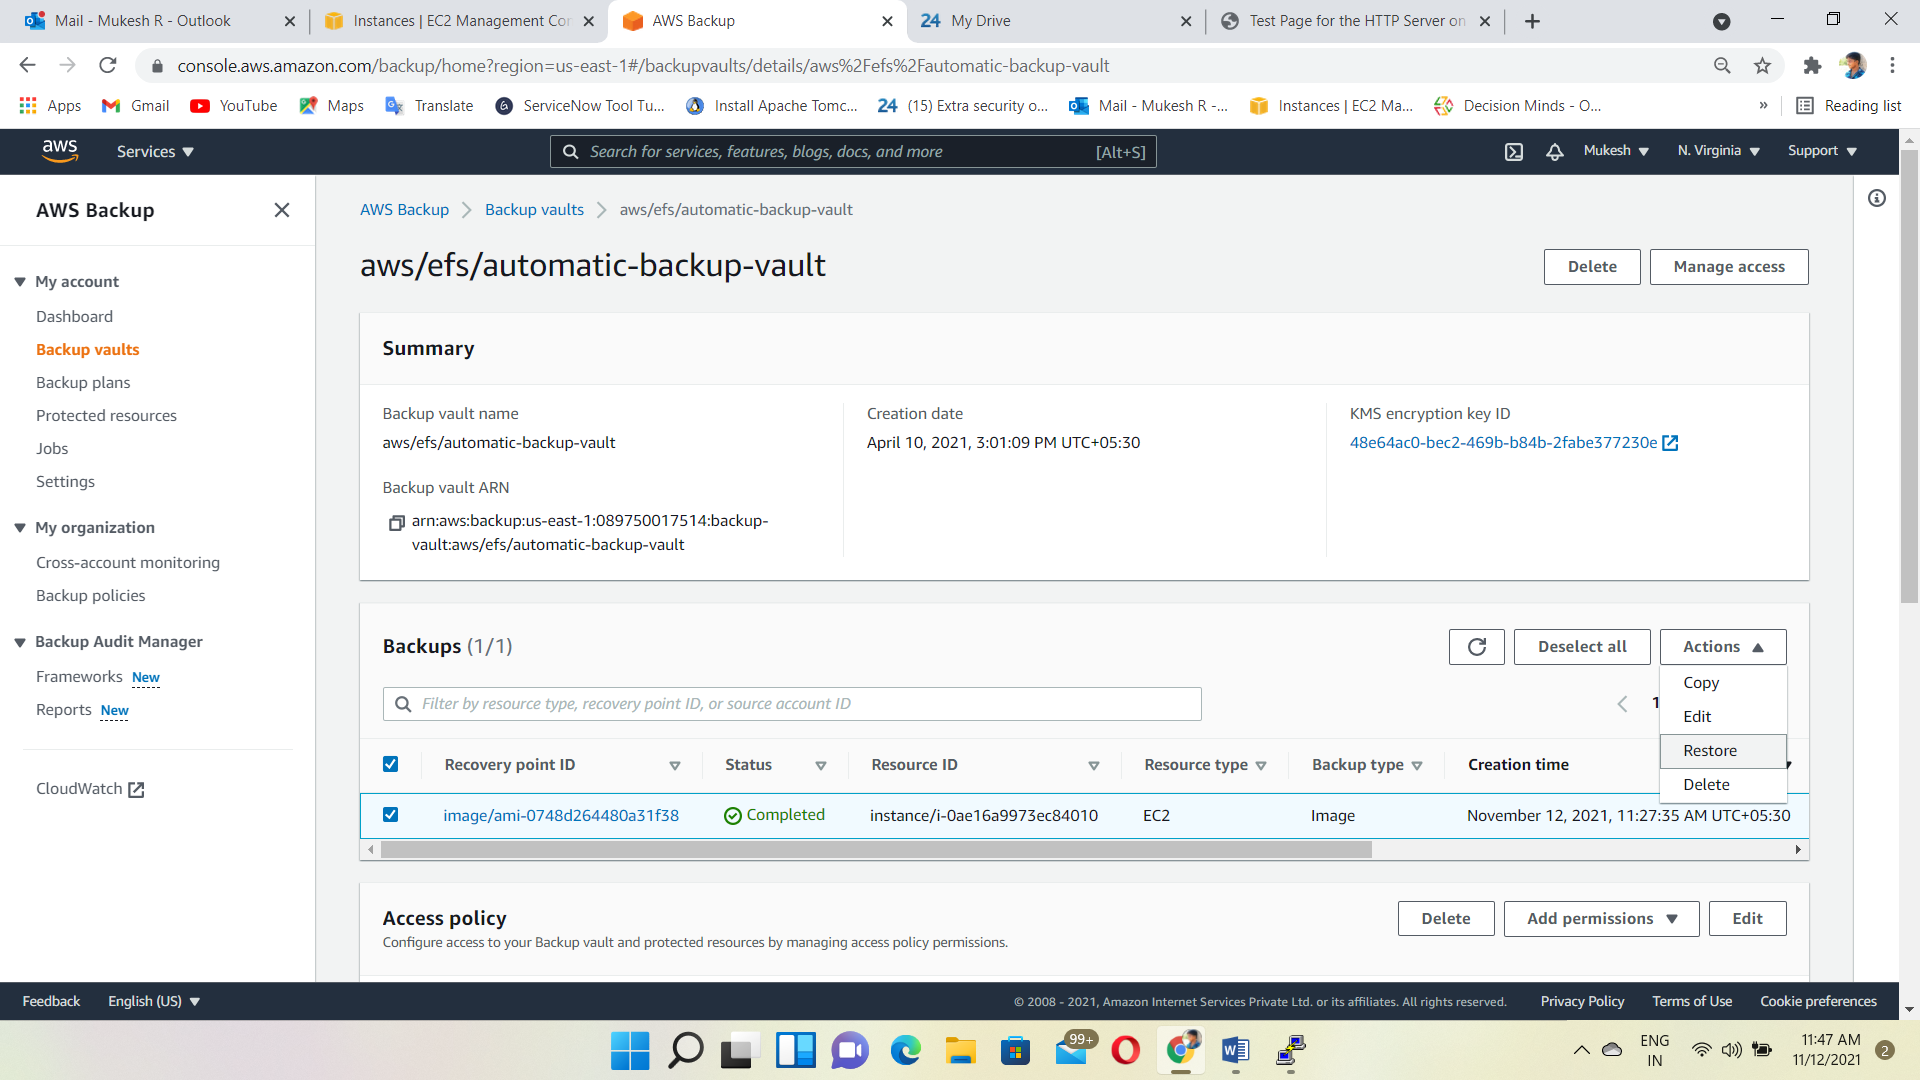 Mail - Mukesh R - Outlook
Instances | EC2 Management Con
AWS Backup
24 My Drive
Test Page for the HTTP Server on
console.aws.amazon.com/backup/home?region=us-east-1#/backupvaults/details/aws%2Fefs%2Fautomatic-backup-vault
Apps
Gmail
YouTube
Maps
Translate
ServiceNow Tool Tu...
Install Apache Tomc...
24 (15) Extra security o...
Mail - Mukesh R -...
Instances | EC2 Ma...
Decision Minds - O...
»
Reading list
aws
Services
Search for services, features, blogs, docs, and more [Alt+S]
Mukesh
N. Virginia
Support
AWS Backup
My account
Dashboard
Backup vaults
Backup plans
Protected resources
Jobs
Settings
My organization
Cross-account monitoring
Backup policies
Backup Audit Manager
Frameworks New
Reports New
CloudWatch
AWS Backup
Backup vaults
aws/efs/automatic-backup-vault
aws/efs/automatic-backup-vault
Delete
Manage access
Summary
Backup vault name
aws/efs/automatic-backup-vault
Backup vault ARN
arn:aws:backup:us-east-1:089750017514:backup-
vault:aws/efs/automatic-backup-vault
Creation date
April 10, 2021, 3:01:09 PM UTC+05:30
KMS encryption key ID
48e64ac0-bec2-469b-b84b-2fabe377230e
Backups (1/1)
Deselect all
Actions
Copy
Edit
Restore
Delete
Filter by resource type, recovery point ID, or source account ID
1
Recovery point ID
Status
Resource ID
Resource type
Backup type
Creation time
image/ami-0748d264480a31f38
Completed
instance/i-0ae16a9973ec84010
EC2
Image
November 12, 2021, 11:27:35 AM UTC+05:30
Access policy
Configure access to your Backup vault and protected resources by managing access policy permissions.
Delete
Add permissions
Edit
Feedback
English (US)
© 2008 - 2021, Amazon Internet Services Private Ltd. or its affiliates. All rights reserved.
Privacy Policy
Terms of Use
Cookie preferences
99+
ENG
IN
11:47 AM
11/12/2021
2